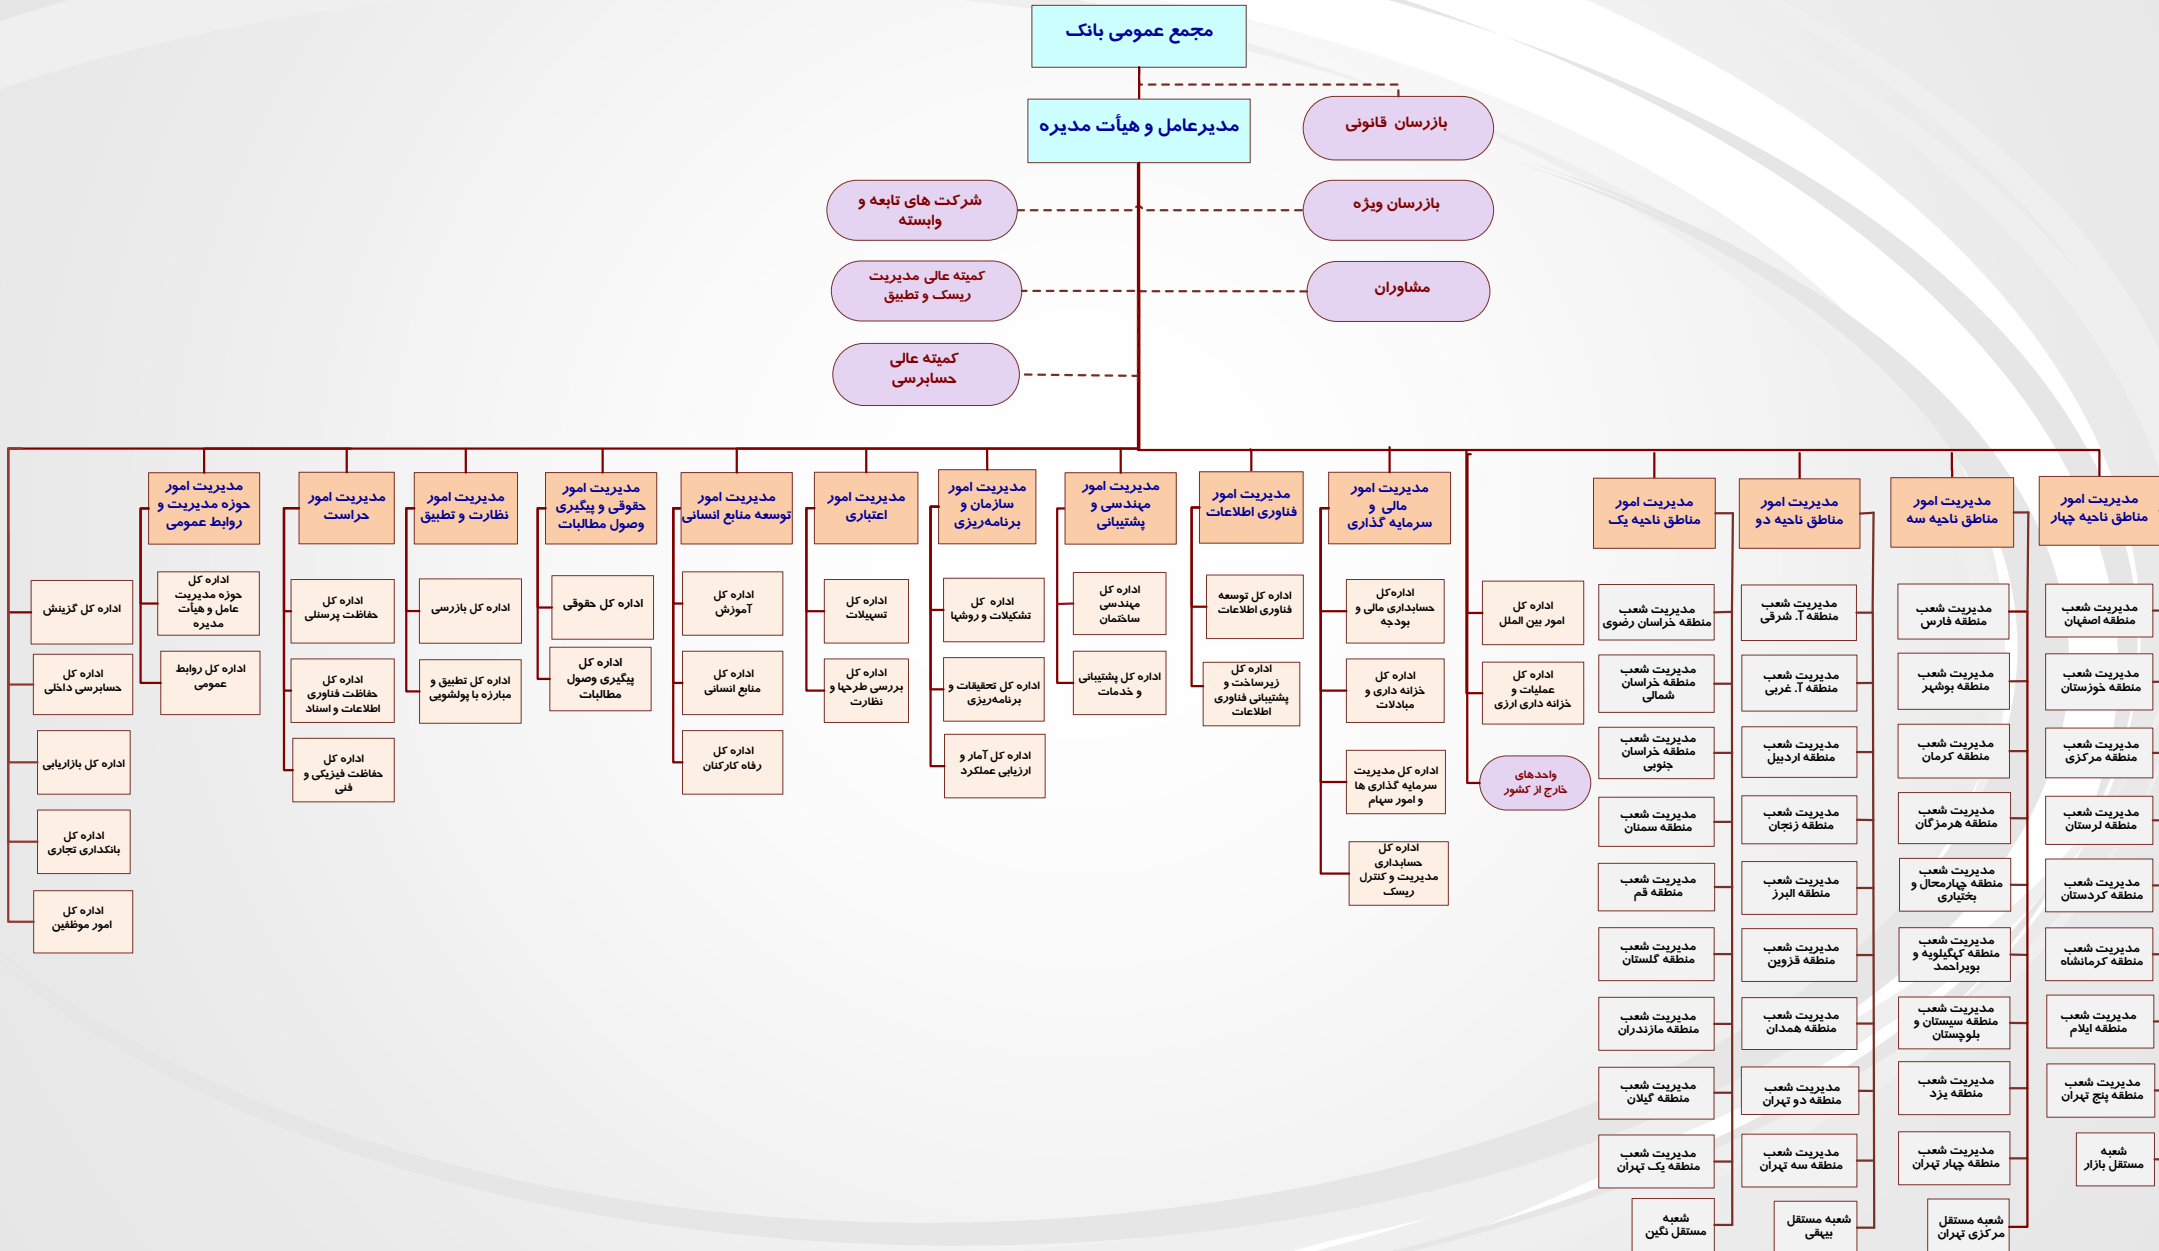 مجمع عمومی بانک
مدیرعامل و هیأت مدیره
بازرسان قانونی
بازرسان ویژه
شرکت های تابعه و
وابسته
مشاوران
کمیته عالی مدیریت
ریسک و تطبیق
کمیته عالی
حسابرسی
مدیریت امور
مناطق ناحیه چهار
مدیریت شعب
منطقه اصفهان
مدیریت شعب
منطقه خوزستان
مدیریت شعب
منطقه مرکزی
مدیریت شعب
منطقه لرستان
مدیریت شعب
منطقه کردستان
مدیریت شعب
منطقه کرمانشاه
مدیریت شعب
منطقه ایلام
مدیریت شعب
منطقه پنج تهران
شعبه
مستقل بازار
مدیریت امور
مناطق ناحیه سه
مدیریت شعب
منطقه فارس
مدیریت شعب
منطقه بوشهر
مدیریت شعب
منطقه کرمان
مدیریت شعب
منطقه هرمزگان
مدیریت شعب
منطقه چهارمحال و
بختیاری
مدیریت شعب
منطقه کهگیلویه و
بویراحمد
مدیریت شعب
منطقه سیستان و
بلوچستان
مدیریت شعب
منطقه یزد
مدیریت شعب
منطقه چهار تهران
شعبه مستقل
مرکزی تهران
مدیریت امور
مناطق ناحیه دو
مدیریت شعب
منطقه آ. شرقی
مدیریت شعب
منطقه آ. غربی
مدیریت شعب
منطقه اردبیل
مدیریت شعب
منطقه زنجان
مدیریت شعب
منطقه البرز
مدیریت شعب
منطقه قزوین
مدیریت شعب
منطقه همدان
مدیریت شعب
منطقه دو تهران
مدیریت شعب
منطقه سه تهران
شعبه مستقل
بیهقی
مدیریت امور
مناطق ناحیه یک
مدیریت شعب
منطقه خراسان رضوی
مدیریت شعب
منطقه خراسان
شمالی
مدیریت شعب
منطقه خراسان
جنوبی
مدیریت شعب
منطقه سمنان
مدیریت شعب
منطقه قم
مدیریت شعب
منطقه گلستان
مدیریت شعب
منطقه مازندران
مدیریت شعب
منطقه گیلان
مدیریت شعب
منطقه یک تهران
شعبه
مستقل نگین
اداره کل
امور بین الملل
اداره کل
عملیات و
خزانه داری ارزی
واحدهای
خارج از کشور
مدیریت امور
مالی و
سرمایه گذاری
اداره‌کل
حسابداری مالی و
بودجه
اداره کل
خزانه داری و
مبادلات
اداره کل مدیریت
سرمایه گذاری ها
و امور سهام
اداره کل
حسابداری
مدیریت و کنترل
ریسک
مدیریت امور
فناوری اطلاعات
اداره کل توسعه
فناوری اطلاعات
اداره کل
زیرساخت و
پشتیبانی فناوری
اطلاعات
مدیریت امور
مهندسی و
پشتیبانی
اداره کل
مهندسی
ساختمان
اداره کل پشتیبانی
و خدمات
مدیریت امور
سازمان و
برنامه‌ریزی
اداره کل
تشکیلات و روشها
اداره کل تحقیقات و
برنامه‌ریزی
اداره کل آمار و
ارزیابی عملکرد
مدیریت امور
اعتباری
اداره کل
تسهیلات
اداره کل
بررسی طرحها و
نظارت
مدیریت امور
توسعه منابع انسانی
اداره کل
آموزش
اداره کل
منابع انسانی
اداره کل
رفاه کارکنان
مدیریت امور
حقوقی و پیگیری
وصول مطالبات
اداره کل حقوقی
اداره کل
پیگیری وصول
مطالبات
مدیریت امور
نظارت و تطبیق
اداره کل بازرسی
اداره کل تطبیق و
مبارزه با پولشویی
مدیریت امور
حراست
اداره کل
حفاظت پرسنلی
اداره کل
حفاظت فناوری
اطلاعات و اسناد
اداره کل
حفاظت فیزیکی و
فنی
مدیریت امور
حوزه مدیریت و
روابط عمومی
اداره کل
حوزه مدیریت
عامل و هیأت
مدیره
اداره کل روابط
عمومی
اداره کل گزینش
اداره کل
حسابرسی داخلی
اداره کل بازاریابی
اداره کل
بانکداری تجاری
اداره کل
امور موظفین